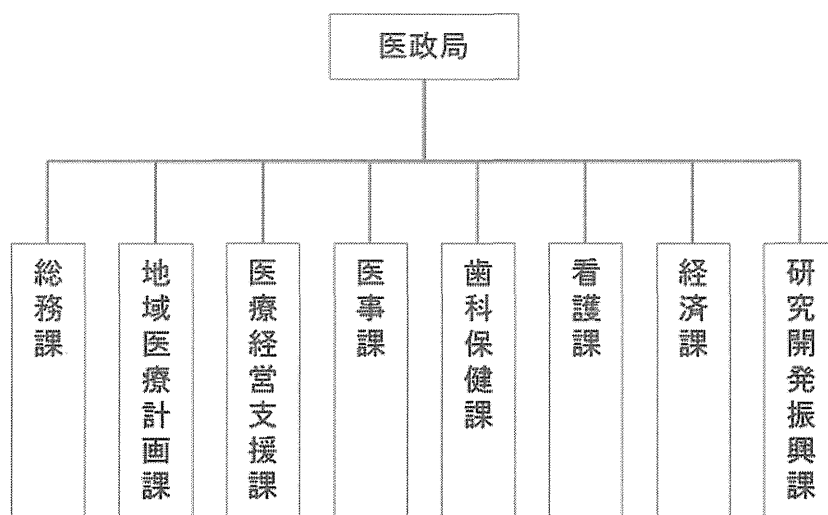 医政局
総務課
地域医療計画課
医療経営支援課
医事課
歯科保健課
看護課
経済課
研究開発振興課